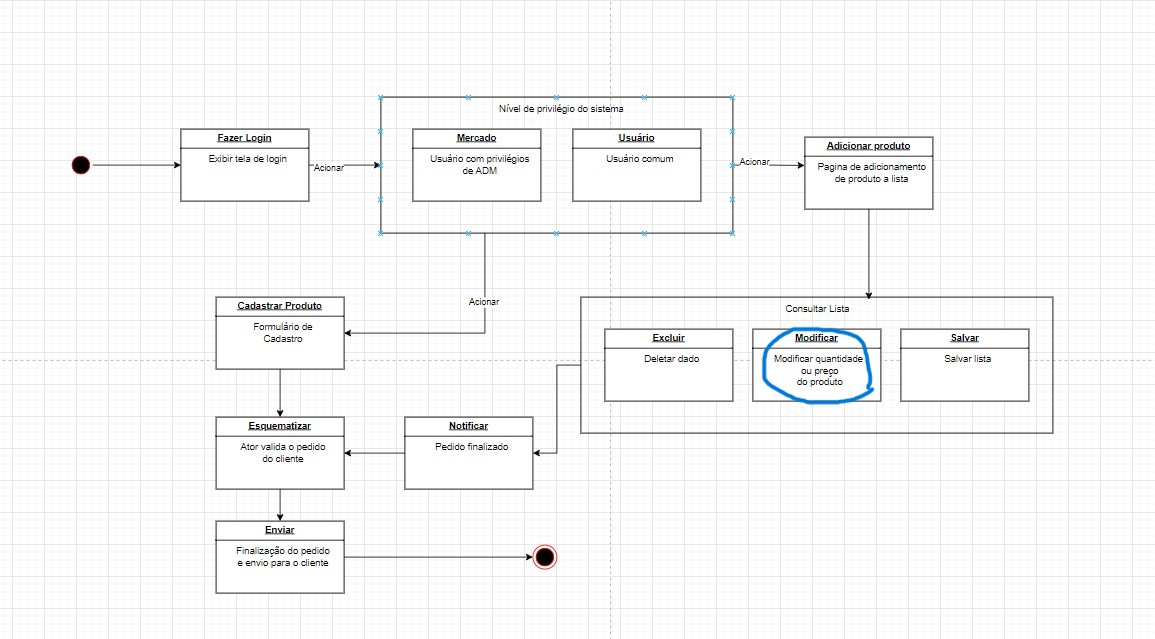 Nível de privilégio do sistema
Fazer Login
Exibir tela de login
Acionar
Mercado
Usuário com privilégios
de ADM
Usuário
Usuário comum
Acionar
Adicionar produto
Pagina de adicionamento
de produto a lista
Acionar
Cadastrar Produto
Formulário de
Cadastro
Consultar Lista
Excluir
Deletar dado
Modificar
Modificar quantidade
ou preço
do produto
Salvar
Salvar lista
Esquematizar
Ator valida o pedido
do cliente
Notificar
Pedido finalizado
Enviar
Finalização do pedido
e envio para o cliente